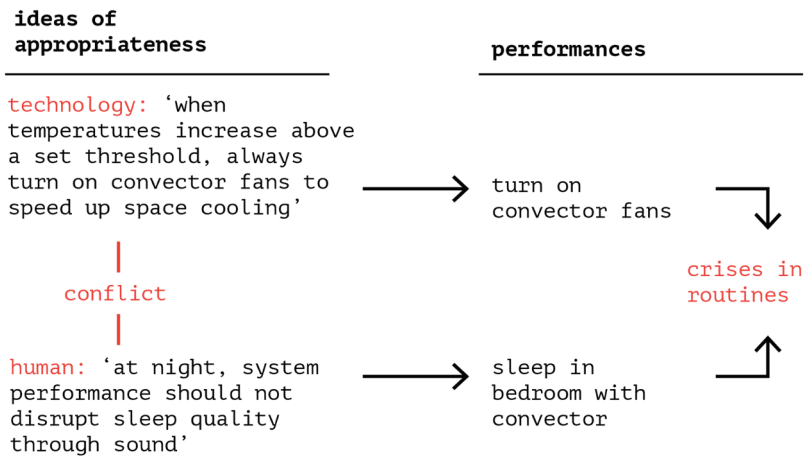 ideas of
appropriateness
performances
technology: ‘when
temperatures increase above
a set threshold, always
turn on convector fans to
speed up space cooling’
turn on
convector fans
conflict
crises in
routines
human: ‘at night, system
performance should not
disrupt sleep quality
through sound’
sleep in
bedroom with
convector